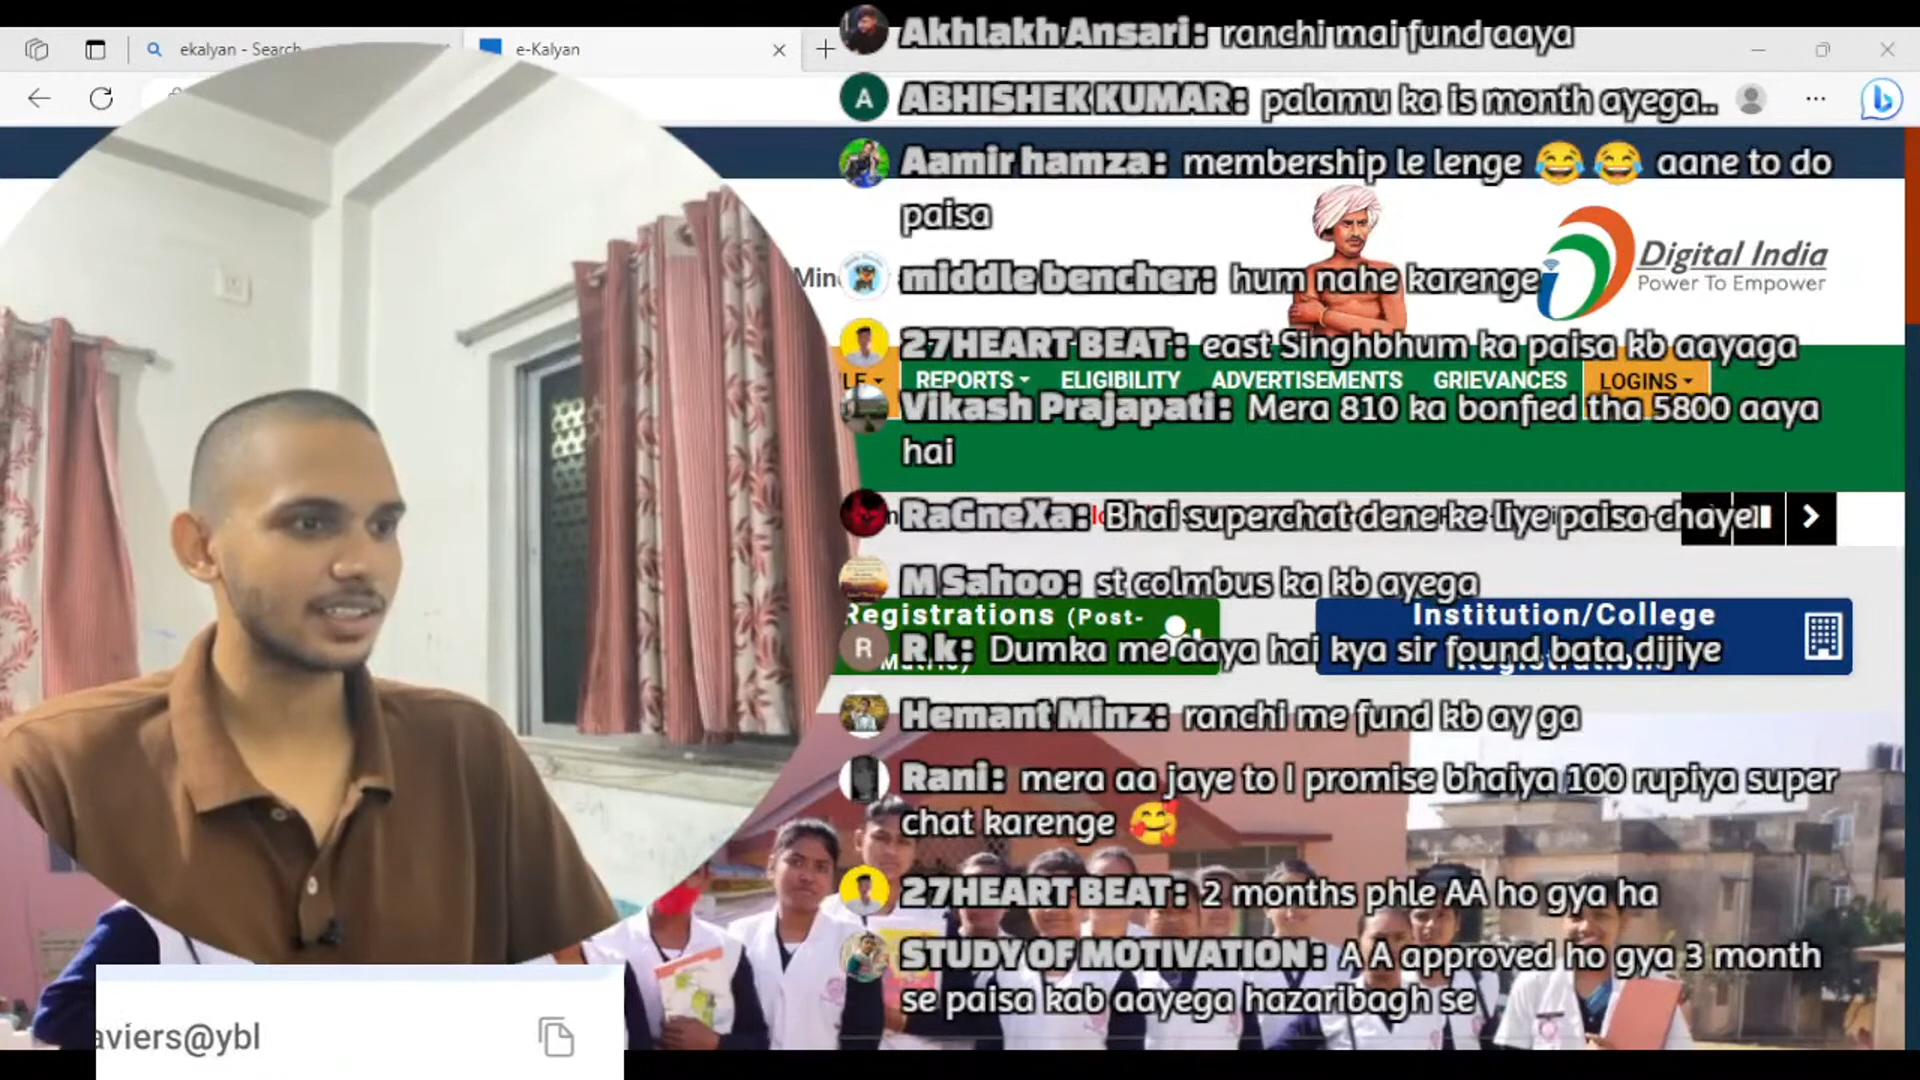 ekalyan - Search
e-Kalyan
Akhlakh Ansari: ranchi mai fund aaya
ABHISHEK KUMAR: palamu ka is month ayega..
Aamir hamza: membership le lenge 😂 😂 aane to do
paisa
Digital India
Power To Empower
middle bencher: hum nahe karenge
27HEART BEAT: east Singhbhum ka paisa kb aayaga
REPORTS ELIGIBILITY ADVERTISEMENTS GRIEVANCES LOGINS
Vikash Prajapati: Mera 810 ka bonfied tha 5800 aaya
hai
RaGneXa: Bhai superchat dene ke liye paisa chaye
M Sahoo: st colmbus ka kb ayega
Registrations (Post-
Institution/College
R k: Dumka me aaya hai kya sir found bata dijiye
Hemant Minz: ranchi me fund kb ay ga
Rani: mera aa jaye to I promise bhaiya 100 rupiya super
chat karenge 🥰
27HEART BEAT: 2 months phle AA ho gya ha
STUDY OF MOTIVATION: A A approved ho gya 3 month
se paisa kab aayega hazaribagh se
aviers@ybl